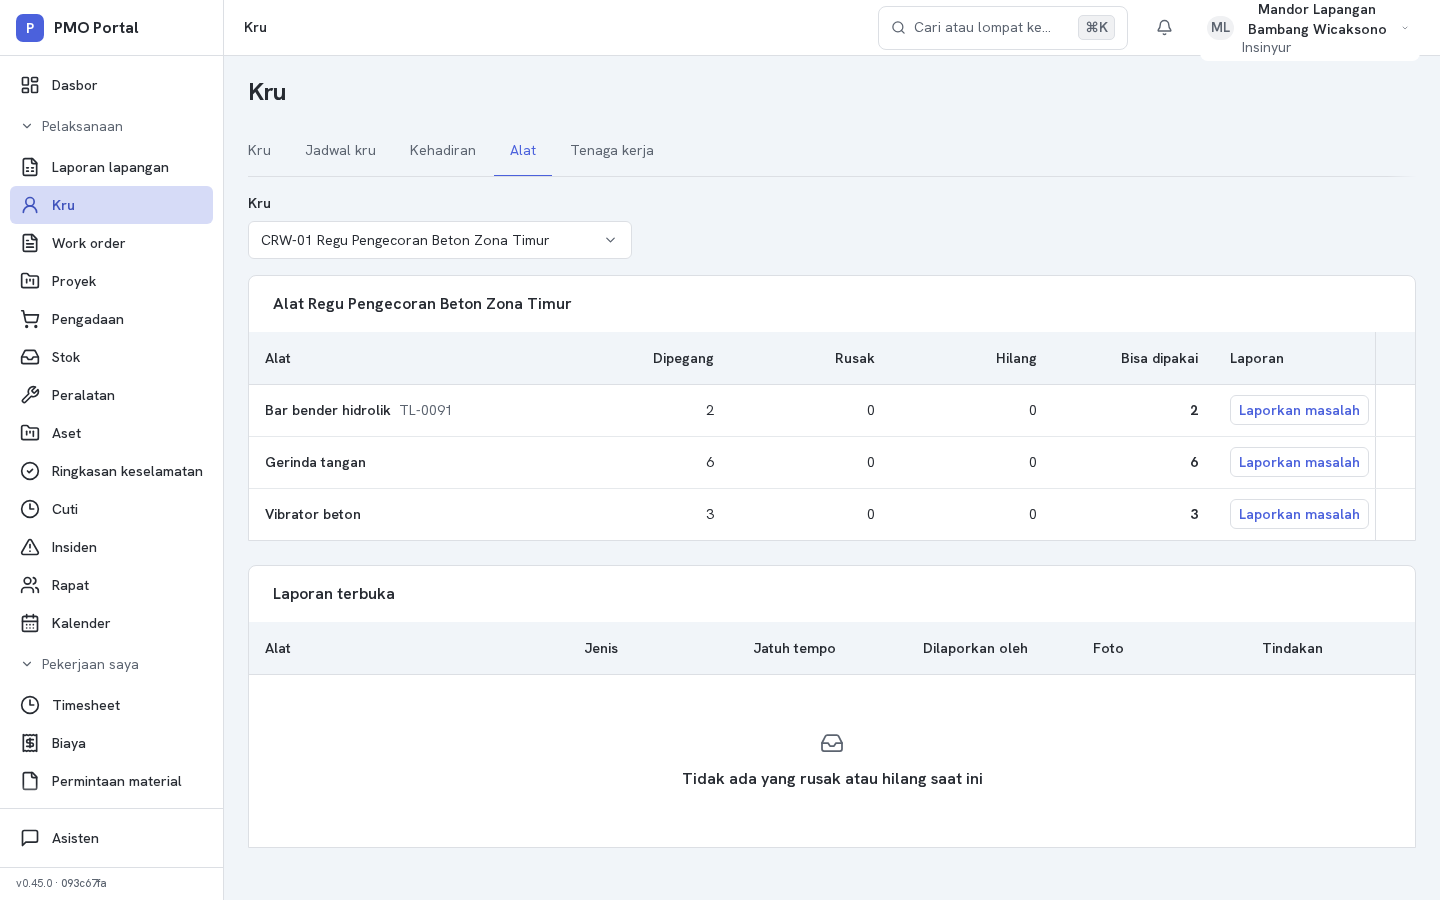 P PMO Portal
Kru
Cari atau lompat ke...
⌘K
ML
Mandor Lapangan
Bambang Wicaksono
Insinyur
Dasbor
Pelaksanaan
Laporan lapangan
Kru
Work order
Proyek
Pengadaan
Stok
Peralatan
Aset
Ringkasan keselamatan
Cuti
Insiden
Rapat
Kalender
Pekerjaan saya
Timesheet
Biaya
Permintaan material
Asisten
v0.45.0 · 093c67fa
Kru
Kru Jadwal kru Kehadiran Alat Tenaga kerja
Kru
CRW-01 Regu Pengecoran Beton Zona Timur
Alat Regu Pengecoran Beton Zona Timur
Alat Dipegang Rusak Hilang Bisa dipakai Laporan
Bar bender hidrolik TL-0091 2 0 0 2 Laporkan masalah
Gerinda tangan 6 0 0 6 Laporkan masalah
Vibrator beton 3 0 0 3 Laporkan masalah
Laporan terbuka
Alat Jenis Jatuh tempo Dilaporkan oleh Foto Tindakan
Tidak ada yang rusak atau hilang saat ini